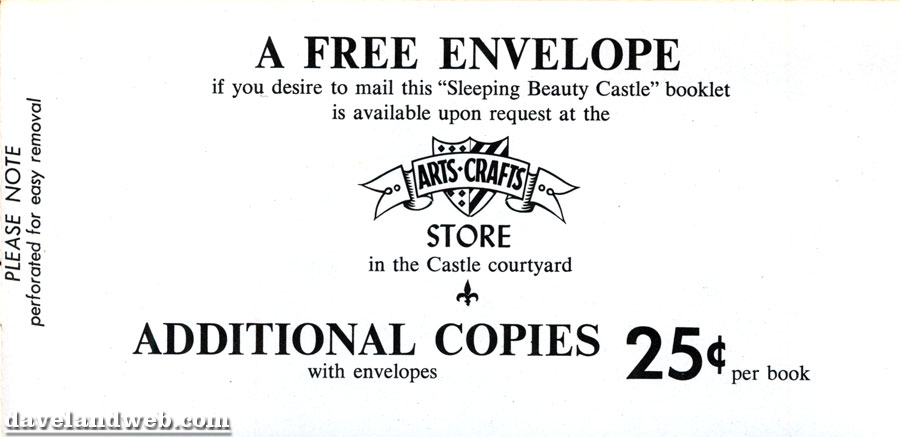 A FREE ENVELOPE
if you desire to mail this “Sleeping Beauty Castle” booklet
is available upon request at the
ARTS·CRAFTS
STORE
in the Castle courtyard
ADDITIONAL COPIES 25¢ per book
with envelopes
PLEASE NOTE
perforated for easy removal
davelandweb.com